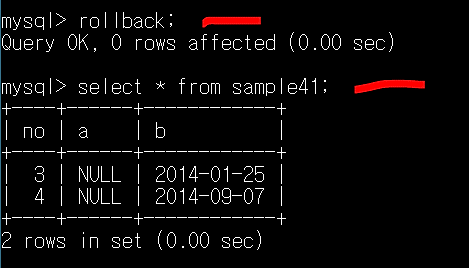 mysql> rollback;
Query OK, 0 rows affected (0.00 sec)
mysql> select * from sample41;
+----+------+------------+
| no | a    | b          |
+----+------+------------+
|  3 | NULL | 2014-01-25 |
|  4 | NULL | 2014-09-07 |
+----+------+------------+
2 rows in set (0.00 sec)